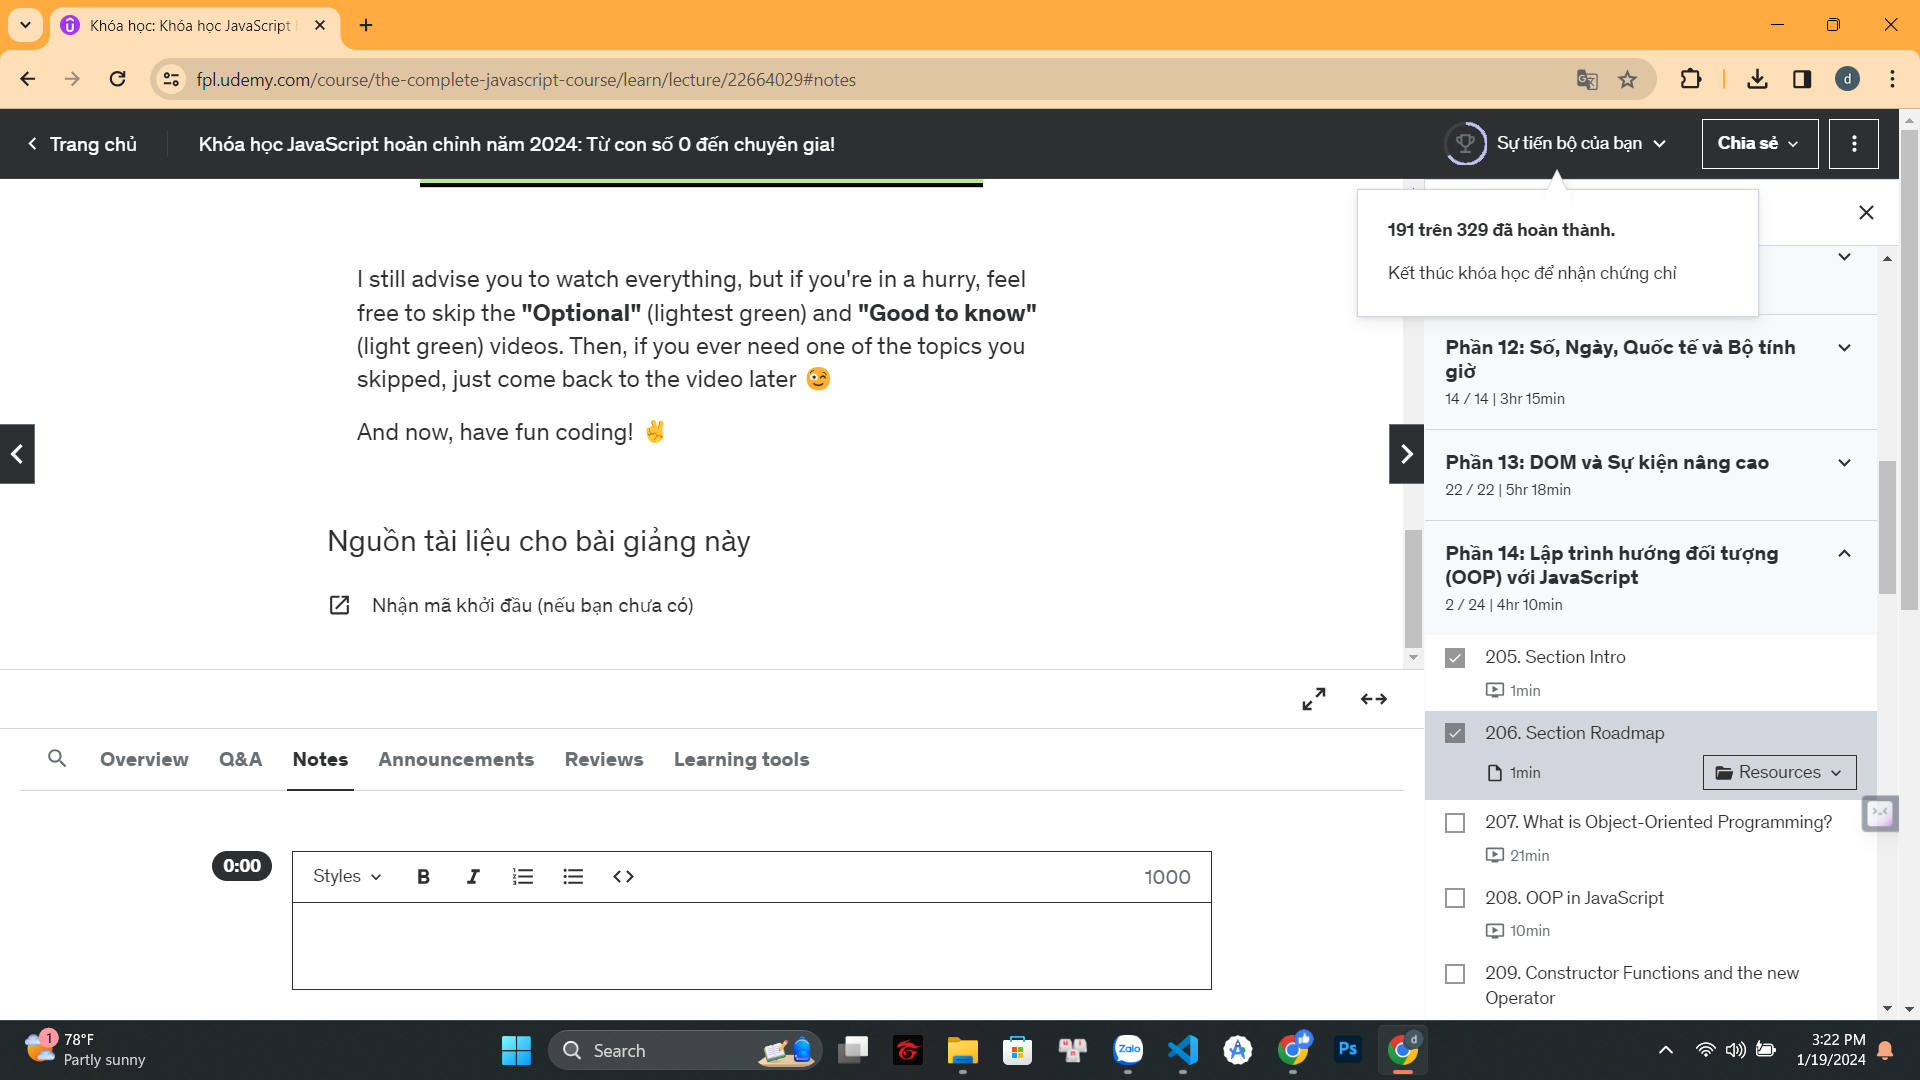 Khóa học: Khóa học JavaScript
fpl.udemy.com/course/the-complete-javascript-course/learn/lecture/22664029#notes
d
Trang chủ
Khóa học JavaScript hoàn chỉnh năm 2024: Từ con số 0 đến chuyên gia!
Sự tiến bộ của bạn
Chia sẻ
191 trên 329 đã hoàn thành.
Kết thúc khóa học để nhận chứng chỉ
I still advise you to watch everything, but if you're in a hurry, feel
free to skip the "Optional" (lightest green) and "Good to know"
(light green) videos. Then, if you ever need one of the topics you
skipped, just come back to the video later 😉
And now, have fun coding! ✌️
Nguồn tài liệu cho bài giảng này
Nhận mã khởi đầu (nếu bạn chưa có)
Overview
Q&A
Notes
Announcements
Reviews
Learning tools
0:00
Styles
B
I
1000
Phần 12: Số, Ngày, Quốc tế và Bộ tính
giờ
14 / 14 | 3hr 15min
Phần 13: DOM và Sự kiện nâng cao
22 / 22 | 5hr 18min
Phần 14: Lập trình hướng đối tượng
(OOP) với JavaScript
2 / 24 | 4hr 10min
205. Section Intro
1min
206. Section Roadmap
1min
Resources
207. What is Object-Oriented Programming?
21min
208. OOP in JavaScript
10min
209. Constructor Functions and the new
Operator
1
78°F
Partly sunny
Search
Zalo
Ps
d
3:22 PM
1/19/2024